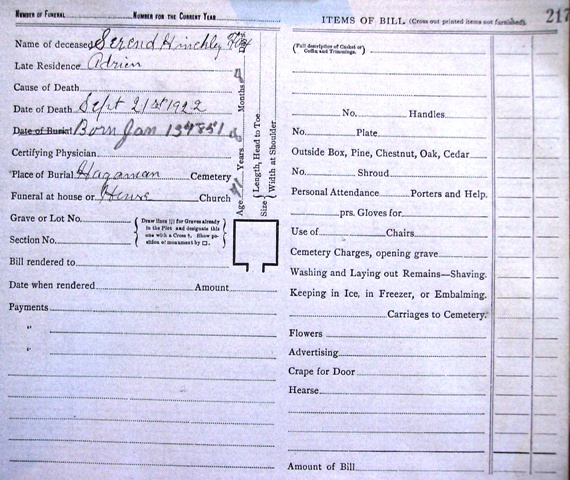 NUMBER OF FUNERAL NUMBER FOR THE CURRENT YEAR
Name of deceased Serend Hinchley Fox
Late Residence Adrien
Cause of Death
Date of Death Sept 21st 1922
Date of Burial Born Jan 13th 1851
Certifying Physician
Place of Burial Hagaman Cemetery
Funeral at house or House Church
Grave or Lot No.
Section No.
Draw lines ||| for Graves already
in the Plot and designate this
one with a Cross †. Show po-
sition of monument by □.
Bill rendered to
Date when rendered Amount
Payments
"
"
Age Years Months Days
Size { Length, Head to Toe
Width at Shoulder
ITEMS OF BILL (Cross out printed items not furnished.) 217
(Full description of Casket or
Coffin and Trimmings.)
No. Handles
No. Plate
Outside Box, Pine, Chestnut, Oak, Cedar
No. Shroud
Personal Attendance Porters and Help.
prs. Gloves for
Use of Chairs
Cemetery Charges, opening grave
Washing and Laying out Remains—Shaving.
Keeping in Ice, in Freezer, or Embalming.
Carriages to Cemetery.
Flowers
Advertising
Crape for Door
Hearse
Amount of Bill